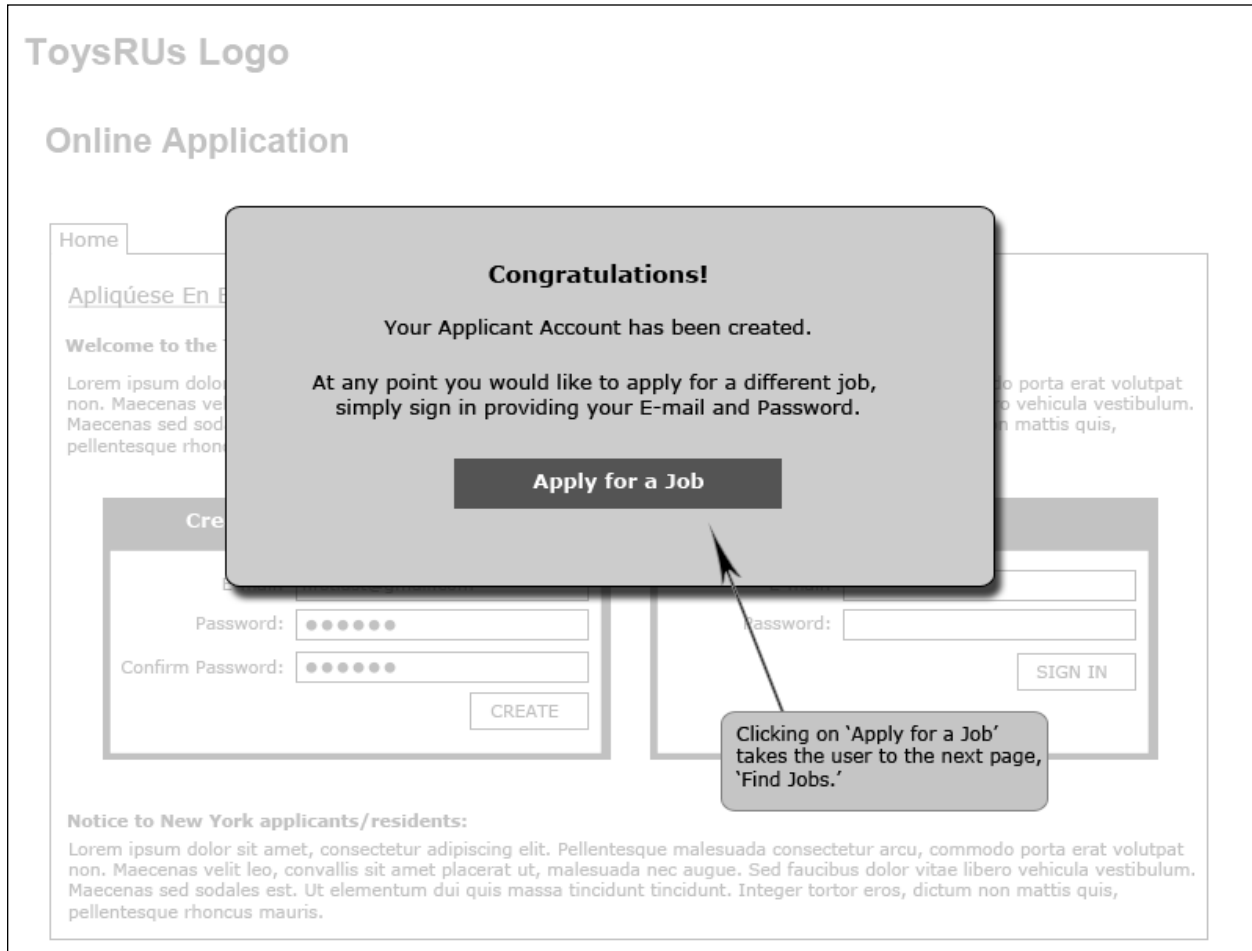 ToysRUs Logo
Online Application
Home
Apliqúese En
Welcome to the
Congratulations!
Your Applicant Account has been created.
At any point you would like to apply for a different job,
simply sign in providing your E-mail and Password.
Apply for a Job
Lorem ipsum dolor porta erat volutpat
non. Maecenas vehicula vestibulum.
Maecenas sed mattis quis,
pellentesque
Password:
Confirm Password:
CREATE
Password:
SIGN IN
Clicking on ‘Apply for a Job’
takes the user to the next page,
‘Find Jobs.’
Notice to New York applicants/residents:
Lorem ipsum dolor sit amet, consectetur adipiscing elit. Pellentesque malesuada consectetur arcu, commodo porta erat volutpat
non. Maecenas velit leo, convallis sit amet placerat ut, malesuada nec augue. Sed faucibus dolor vitae libero vehicula vestibulum.
Maecenas sed sodales est. Ut elementum dui quis massa tincidunt tincidunt. Integer tortor eros, dictum non mattis quis,
pellentesque rhoncus mauris.